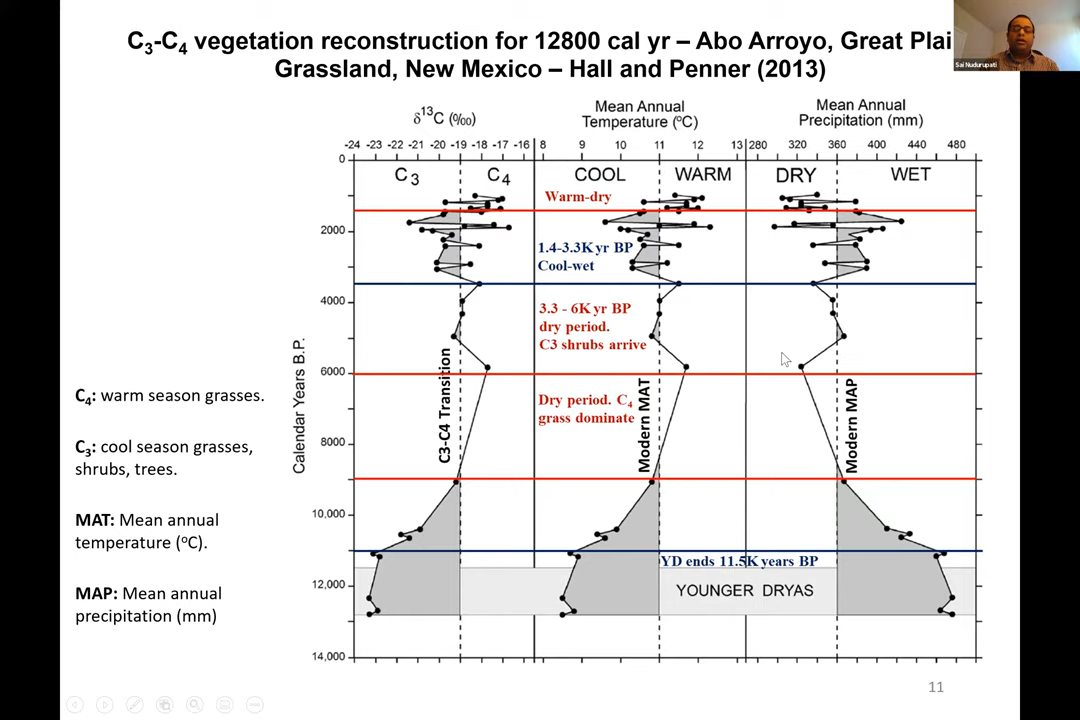 C3-C4 vegetation reconstruction for 12800 cal yr – Abo Arroyo, Great Plai
Grassland, New Mexico – Hall and Penner (2013)
Sai Nudurupati
δ13C (‰)
Mean Annual
Temperature (oC)
Mean Annual
Precipitation (mm)
-24 -23 -22 -21 -20 -19 -18 -17 -16
8 9 10 11 12 13
280 320 360 400 440 480
C3 C4
COOL WARM
DRY WET
Calendar Years B.P.
0
2000
4000
6000
8000
10,000
12,000
14,000
Warm-dry
1.4-3.3K yr BP
Cool-wet
3.3 - 6K yr BP
dry period.
C3 shrubs arrive
Dry period. C4
grass dominate
C3-C4 Transition
Modern MAT
Modern MAP
YD ends 11.5K years BP
YOUNGER DRYAS
C4: warm season grasses.
C3: cool season grasses,
shrubs, trees.
MAT: Mean annual
temperature (oC).
MAP: Mean annual
precipitation (mm)
11